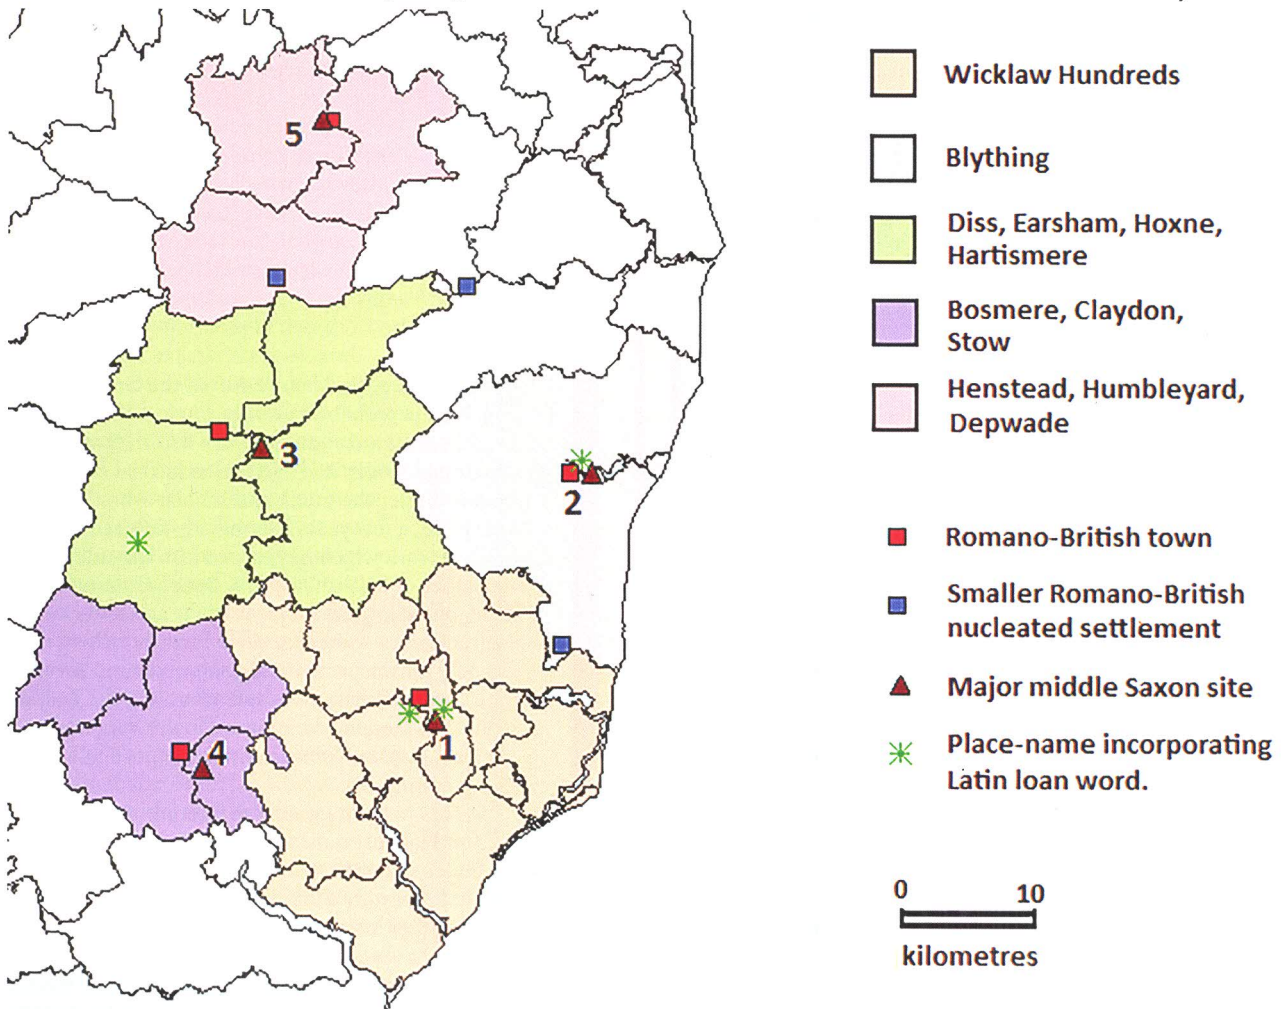 5
3
2
4
1
Wicklaw Hundreds
Blything
Diss, Earsham, Hoxne,
Hartismere
Bosmere, Claydon,
Stow
Henstead, Humbleyard,
Depwade
Romano-British town
Smaller Romano-British
nucleated settlement
Major middle Saxon site
Place-name incorporating
Latin loan word.
0 10
kilometres